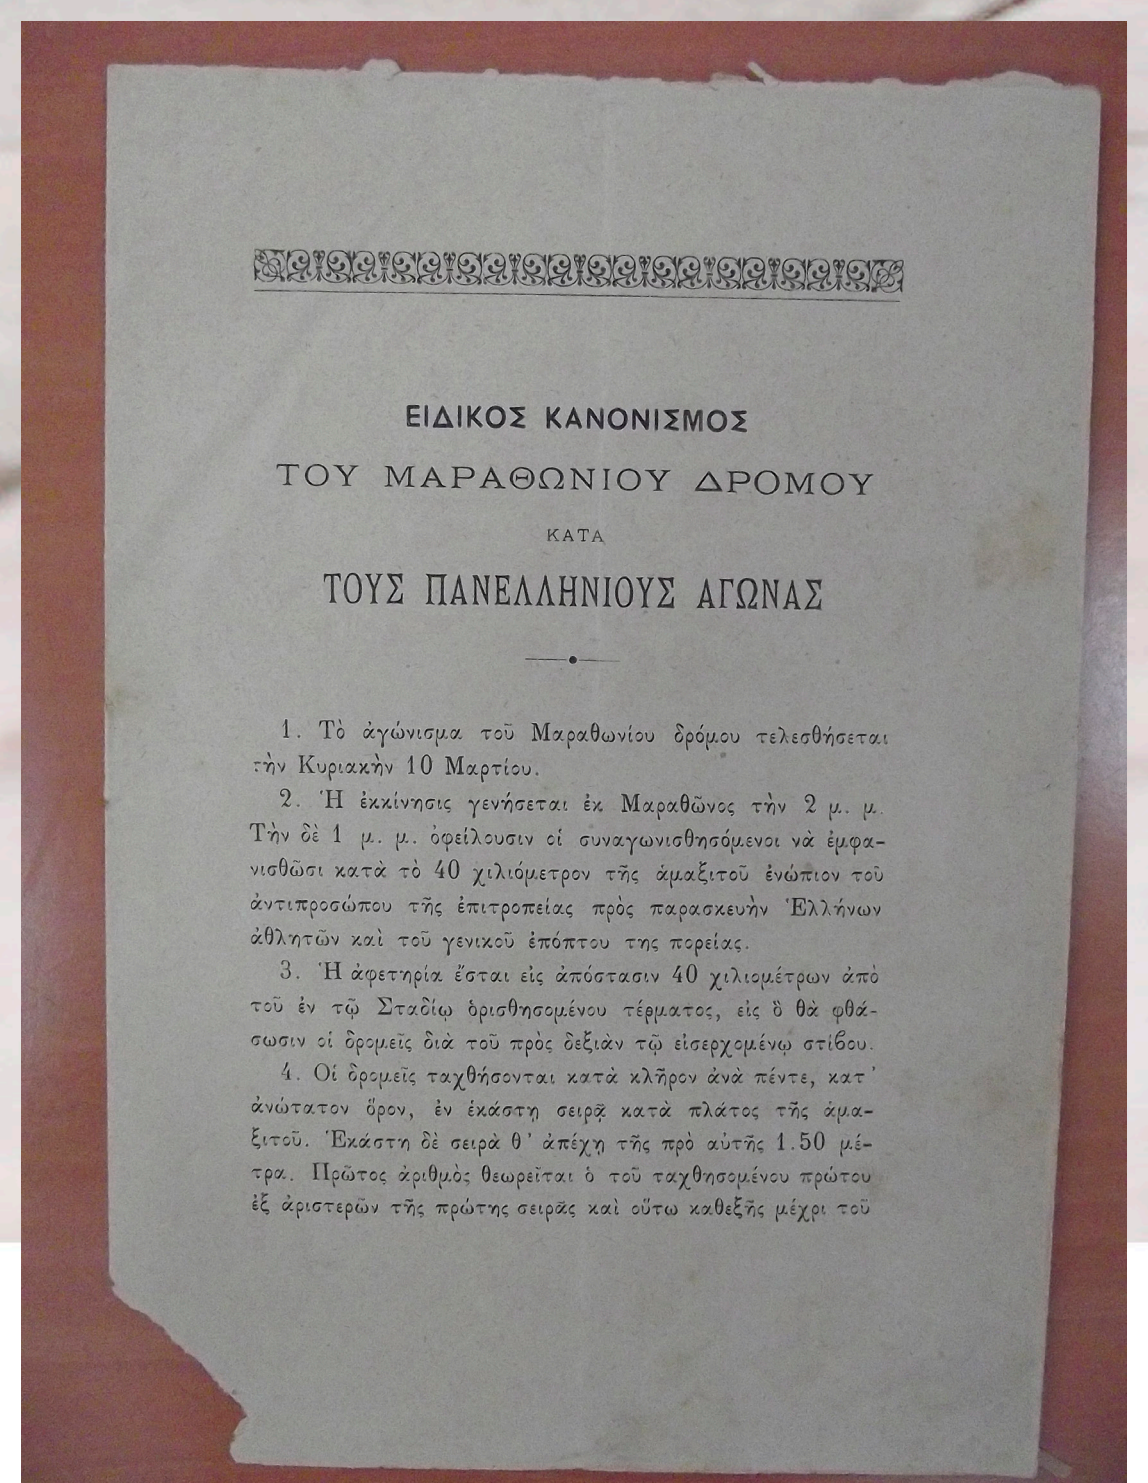 ΕΙΔΙΚΟΣ ΚΑΝΟΝΙΣΜΟΣ
ΤΟΥ ΜΑΡΑΘΩΝΙΟΥ ΔΡΟΜΟΥ
ΚΑΤΑ
ΤΟΥΣ ΠΑΝΕΛΛΗΝΙΟΥΣ ΑΓΩΝΑΣ
1. Τὸ ἀγώνισμα τοῦ Μαραθωνίου δρόμου τελεσθήσεται
τὴν Κυριακὴν 10 Μαρτίου.
2. Ἡ ἐκκίνησις γενήσεται ἐκ Μαραθῶνος τὴν 2 μ. μ.
Τὴν δὲ 1 μ. μ. ὀφείλουσιν οἱ συναγωνισθησόμενοι νὰ ἐμφα-
νισθῶσι κατὰ τὸ 40 χιλιόμετρον τῆς ἁμαξιτοῦ ἐνώπιον τοῦ
ἀντιπροσώπου τῆς ἐπιτροπείας πρὸς παρασκευὴν Ἑλλήνων
ἀθλητῶν καὶ τοῦ γενικοῦ ἐπόπτου της πορείας.
3. Ἡ ἀφετηρία ἔσται εἰς ἀπόστασιν 40 χιλιομέτρων ἀπὸ
τοῦ ἐν τῷ Σταδίῳ ὁρισθησομένου τέρματος, εἰς ὃ θὰ φθά-
σωσιν οἱ δρομεῖς διὰ τοῦ πρὸς δεξιὰν τῷ εἰσερχομένῳ στίβου.
4. Οἱ δρομεῖς ταχθήσονται κατὰ κλῆρον ἀνὰ πέντε, κατ'
ἀνώτατον ὅρον, ἐν ἑκάστῃ σειρᾷ κατὰ πλάτος τῆς ἁμα-
ξιτοῦ. Ἑκάστη δὲ σειρὰ θ' ἀπέχῃ τῆς πρὸ αὐτῆς 1.50 μέ-
τρα. Πρῶτος ἀριθμὸς θεωρεῖται ὁ τοῦ ταχθησομένου πρώτου
ἐξ ἀριστερῶν τῆς πρώτης σειρᾶς καὶ οὕτω καθεξῆς μέχρι τοῦ